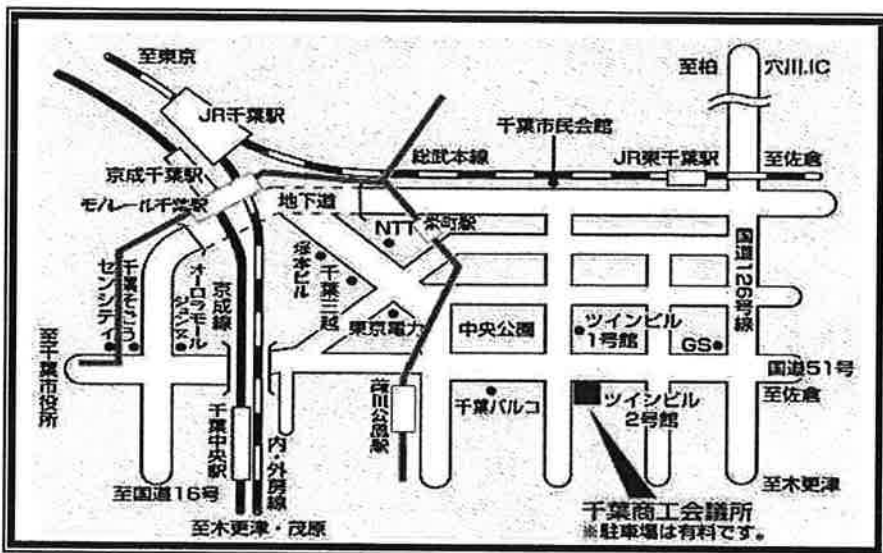 至東京
至柏
穴川.IC
JR千葉駅
千葉市民会館
総武本線
JR東千葉駅
至佐倉
京成千葉駅
モノレール千葉駅
地下道
NTT
栄町駅
国道126号線
塚本ビル
千葉三越
京成線
オーロラモール
ジュンヌ
千葉そごう
センシティ
東京電力
中央公園
ツインビル
1号館
GS
至千葉市役所
国道51号
至佐倉
千葉中央駅
内・外房線
葭川公園駅
千葉パルコ
ツインビル
2号館
至国道16号
至木更津・茂原
至木更津
千葉商工会議所
※駐車場は有料です。